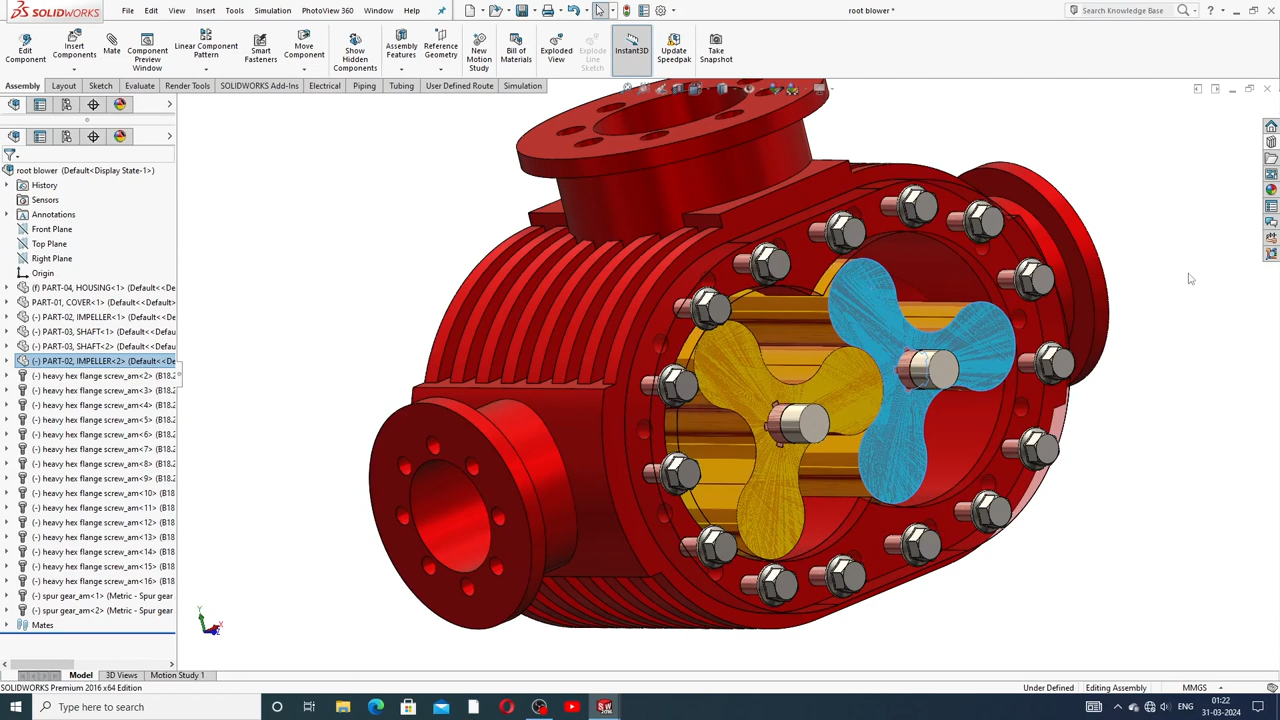 SOLIDWORKS File Edit View Insert Tools Simulation PhotoView 360 Window Help root blower * Search Knowledge Base ?
Edit Component
Insert Components
Mate
Component Preview Window
Linear Component Pattern
Smart Fasteners
Move Component
Show Hidden Components
Assembly Features
Reference Geometry
New Motion Study
Bill of Materials
Exploded View
Explode Line Sketch
Instant3D
Update Speedpak
Take Snapshot
Assembly Layout Sketch Evaluate Render Tools SOLIDWORKS Add-Ins Electrical Piping Tubing User Defined Route Simulation
root blower (Default<Display State-1>)
History
Sensors
Annotations
Front Plane
Top Plane
Right Plane
Origin
(f) PART-04, HOUSING<1> (Default<
PART-01, COVER<1> (Default<Default
(-) PART-02, IMPELLER<1> (Default<
(-) PART-03, SHAFT<1> (Default<Defa
(-) PART-03, SHAFT<2> (Default<Defa
(-) PART-02, IMPELLER<2> (Default<<De
(-) heavy hex flange screw_am<2> (B18.2
(-) heavy hex flange screw_am<3> (B18.2
(-) heavy hex flange screw_am<4> (B18.2
(-) heavy hex flange screw_am<5> (B18.2
(-) heavy hex flange screw_am<6> (B18.2
(-) heavy hex flange screw_am<7> (B18.2
(-) heavy hex flange screw_am<8> (B18.2
(-) heavy hex flange screw_am<9> (B18.2
(-) heavy hex flange screw_am<10> (B18
(-) heavy hex flange screw_am<11> (B18
(-) heavy hex flange screw_am<12> (B18
(-) heavy hex flange screw_am<13> (B18
(-) heavy hex flange screw_am<14> (B18
(-) heavy hex flange screw_am<15> (B18
(-) heavy hex flange screw_am<16> (B18
(-) spur gear_am<1> (Metric - Spur gear
(-) spur gear_am<2> (Metric - Spur gear
Mates
Y X Z
Model 3D Views Motion Study 1
SOLIDWORKS Premium 2016 x64 Edition Under Defined Editing Assembly MMGS
Type here to search ENG 01:22
31-03-2024